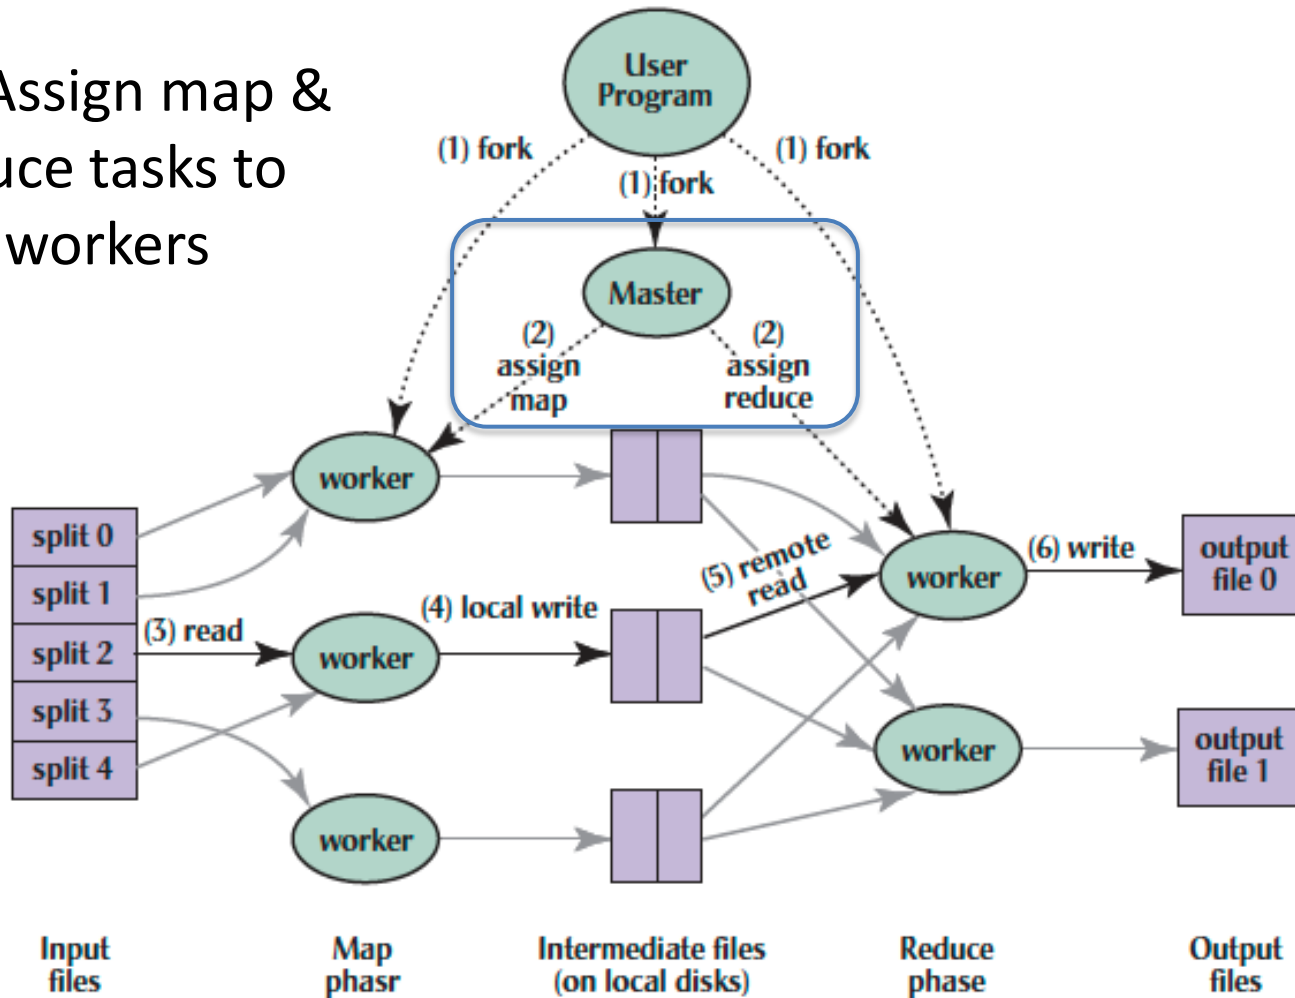 Assign map &
uce tasks to
workers
User
Program
(1) fork
(1) fork
(1) fork
Master
(2)
assign
map
(2)
assign
reduce
worker
split 0
split 1
split 2
split 3
split 4
(3) read
worker
(4) local write
(5) remote
read
worker
(6) write
output
file 0
worker
output
file 1
worker
Input
files
Map
phasr
Intermediate files
(on local disks)
Reduce
phase
Output
files